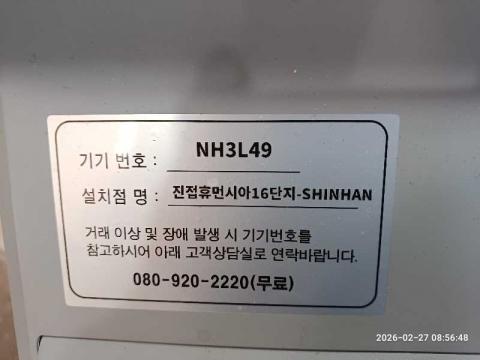 기기 번호 : NH3L49
설치점 명 : 진접휴먼시아16단지-SHINHAN
거래 이상 및 장애 발생 시 기기번호를
참고하시어 아래 고객상담실로 연락바랍니다.
080-920-2220(무료)
2026-02-27 08:56:48